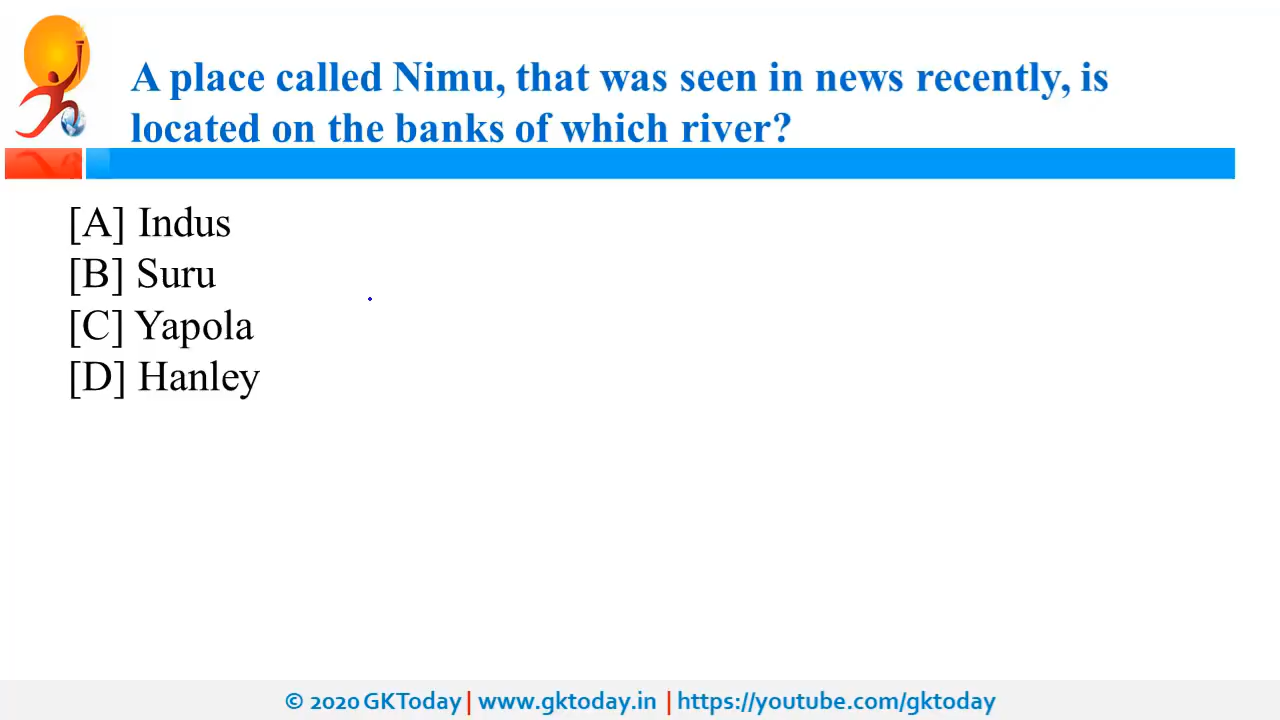 A place called Nimu, that was seen in news recently, is
located on the banks of which river?
[A] Indus
[B] Suru
[C] Yapola
[D] Hanley
© 2020 GKToday | www.gktoday.in | https://youtube.com/gktoday